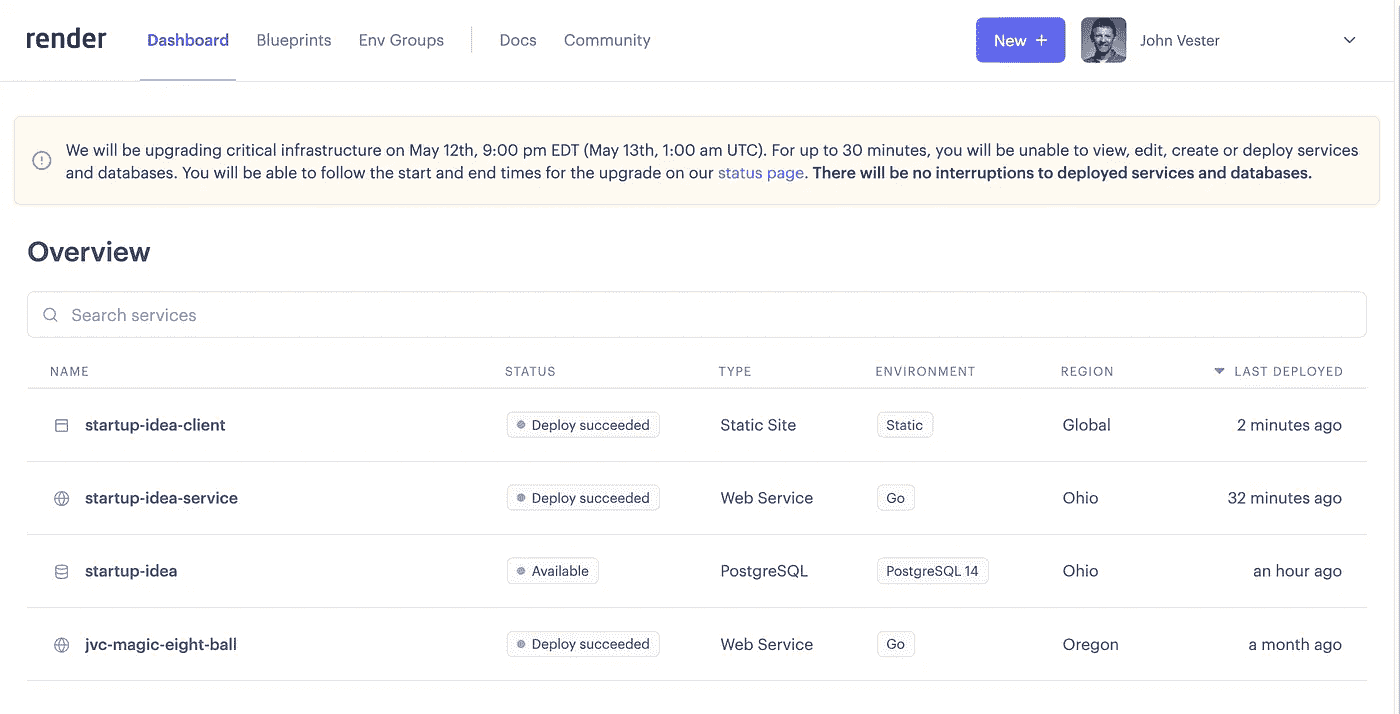 render Dashboard Blueprints Env Groups Docs Community New + John Vester
We will be upgrading critical infrastructure on May 12th, 9:00 pm EDT (May 13th, 1:00 am UTC). For up to 30 minutes, you will be unable to view, edit, create or deploy services
and databases. You will be able to follow the start and end times for the upgrade on our status page. There will be no interruptions to deployed services and databases.
Overview
Search services
NAME STATUS TYPE ENVIRONMENT REGION LAST DEPLOYED
startup-idea-client Deploy succeeded Static Site Static Global 2 minutes ago
startup-idea-service Deploy succeeded Web Service Go Ohio 32 minutes ago
startup-idea Available PostgreSQL PostgreSQL 14 Ohio an hour ago
jvc-magic-eight-ball Deploy succeeded Web Service Go Oregon a month ago